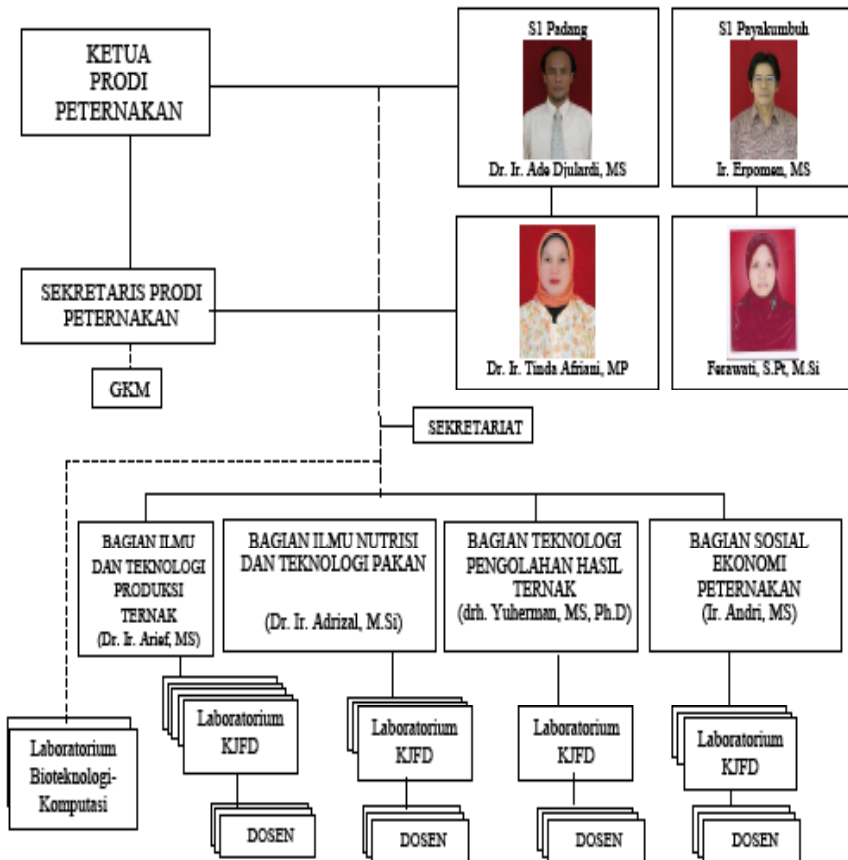 KETUA
PRODI
PETERNAKAN
S1 Padang
Dr. Ir. Ade Djulardi, MS
S1 Payakumbuh
Ir. Erpomen, MS
SEKRETARIS PRODI
PETERNAKAN
Dr. Ir. Tinda Afriani, MP
Ferawati, S.Pt, M.Si
GKM
SEKRETARIAT
BAGIAN ILMU
DAN TEKNOLOGI
PRODUKSI
TERNAK
(Dr. Ir. Arief, MS)
BAGIAN ILMU NUTRISI
DAN TEKNOLOGI PAKAN
(Dr. Ir. Adrizal, M.Si)
BAGIAN TEKNOLOGI
PENGOLAHAN HASIL
TERNAK
(drh. Yuherman, MS, Ph.D)
BAGIAN SOSIAL
EKONOMI
PETERNAKAN
(Ir. Andri, MS)
Laboratorium
Bioteknologi-
Komputasi
Laboratorium
KJFD
Laboratorium
KJFD
Laboratorium
KJFD
Laboratorium
KJFD
DOSEN
DOSEN
DOSEN
DOSEN